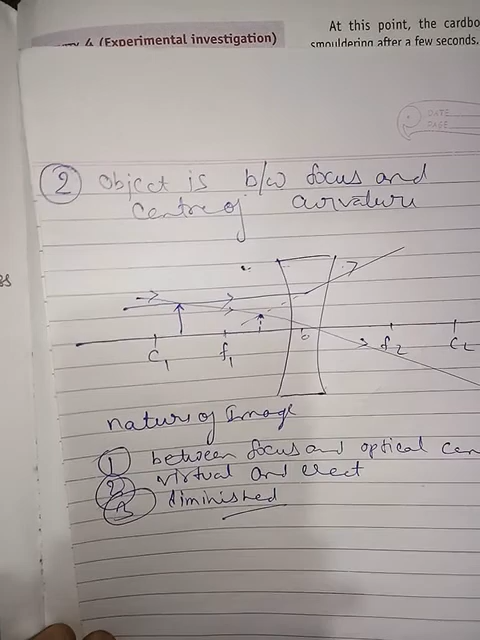 4 (Experimental investigation)
At this point, the cardbo
smouldering after a few seconds.
DATE
PAGE
② Object is b/w focus and
centre of curvature
C1 f1 o f2 C2
nature of Image
① between focus and optical cen
② virtual and erect
③ diminished